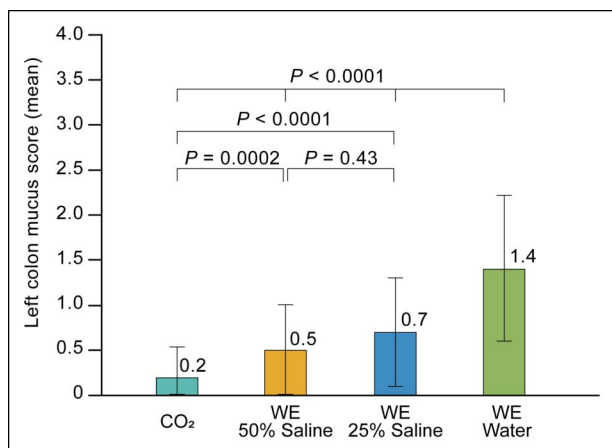 Left colon mucus score (mean)
4.0
3.5
3.0
2.5
2.0
1.5
1.0
0.5
0
P < 0.0001
P < 0.0001
P = 0.0002
P = 0.43
0.2
0.5
0.7
1.4
CO₂
WE
50% Saline
WE
25% Saline
WE
Water